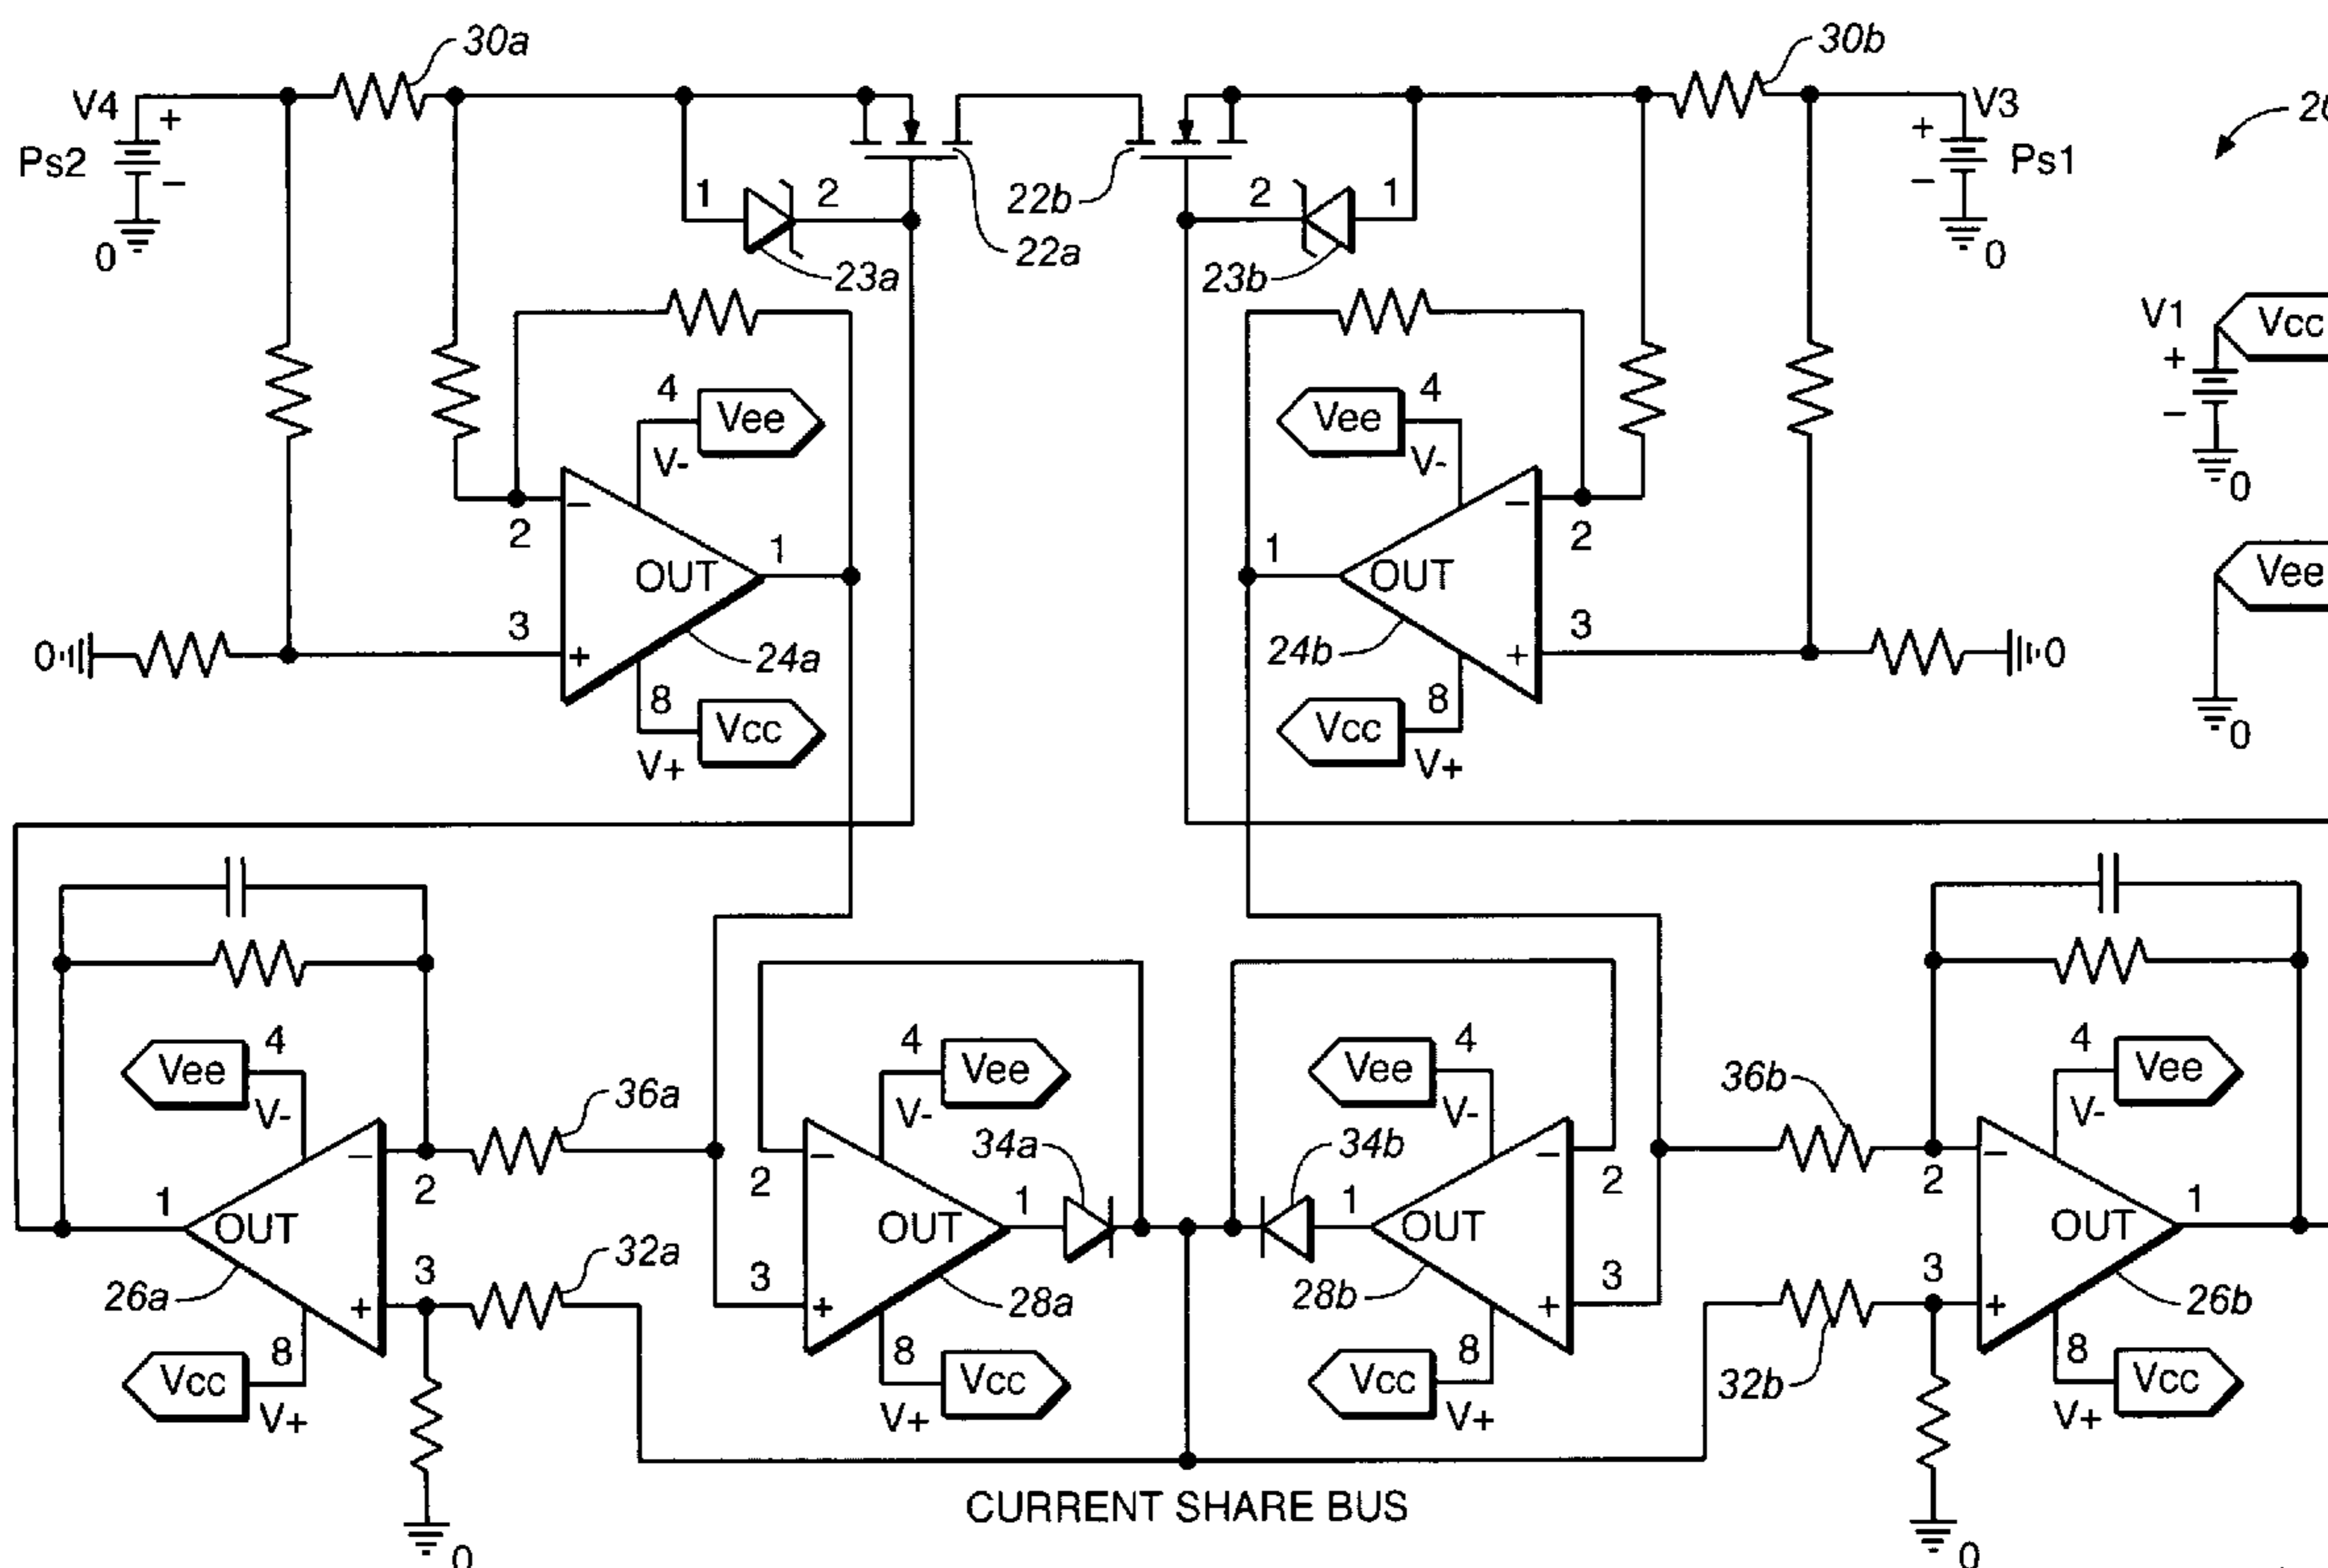 30a
30b
V4
+
V3
+
Ps2
−
Ps1
−
0
0
1
2
22b
22a
2
1
23a
23b
V1
+
−
Vcc
0
4
Vee
V-
Vee
4
V-
−
2
1
OUT
3
+
24a
8
Vcc
V+
0
1
OUT
−
2
3
+
24b
8
Vcc
V+
0
Vee
0
4
Vee
V-
36a
4
Vee
V-
34a
34b
4
Vee
V-
36b
4
Vee
V-
1
OUT
−
2
3
+
26a
32a
8
Vcc
V+
0
2
−
3
+
OUT
1
28a
8
Vcc
V+
1
OUT
−
2
3
+
28b
8
Vcc
V+
2
−
3
+
OUT
1
26b
32b
8
Vcc
V+
0
CURRENT SHARE BUS